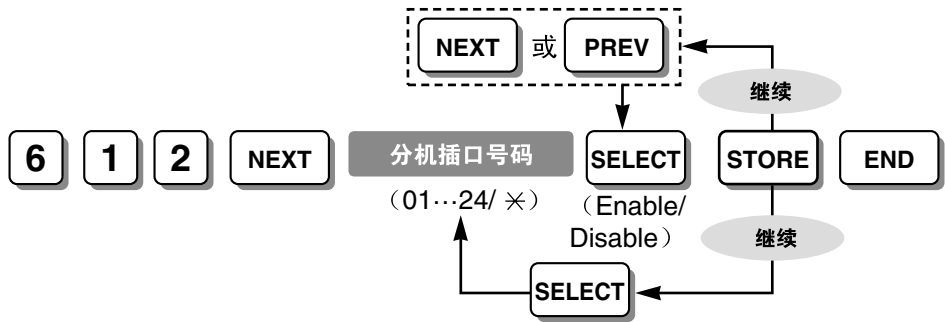 NEXT 或 PREV
继续
6 1 2 NEXT 分机插口号码 SELECT STORE END
(01…24/ ✳) (Enable/
Disable)
继续
SELECT